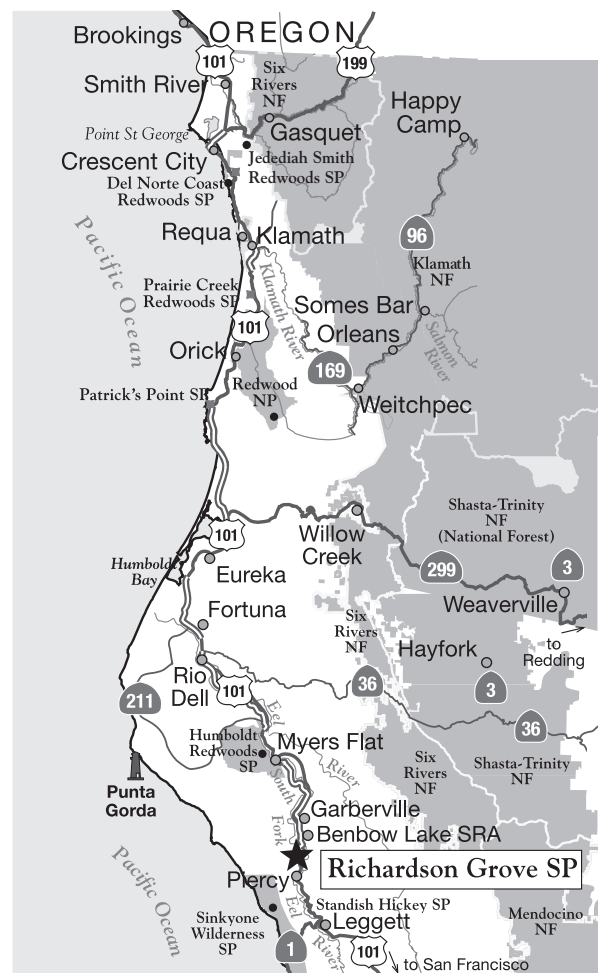 Brookings
OREGON
101
199
Smith River
Six
Rivers
NF
Happy
Camp
Point St George
Gasquet
Crescent City
Jedediah Smith
Redwoods SP
Del Norte Coast
Redwoods SP
Pacific Ocean
Requa
Klamath
96
Klamath
NF
Prairie Creek
Redwoods SP
Klamath River
Somes Bar
101
Orleans
Salmon
River
Orick
169
Patrick's Point SP
Redwood
NP
Weitchpec
Shasta-Trinity
NF
(National Forest)
101
Willow
Creek
Humboldt
Bay
Eureka
299
3
Weaverville
Fortuna
Six
Rivers
NF
to
Redding
Hayfork
Rio
Dell
101
36
3
211
Eel
River
36
Humboldt
Redwoods
SP
Myers Flat
Six
Rivers
NF
Shasta-Trinity
NF
Punta
Gorda
South
Fork
Eel
River
Garberville
Benbow Lake SRA
Richardson Grove SP
Pacific Ocean
Piercy
Standish Hickey SP
Sinkyone
Wilderness
SP
Leggett
Mendocino
NF
1
101
to San Francisco